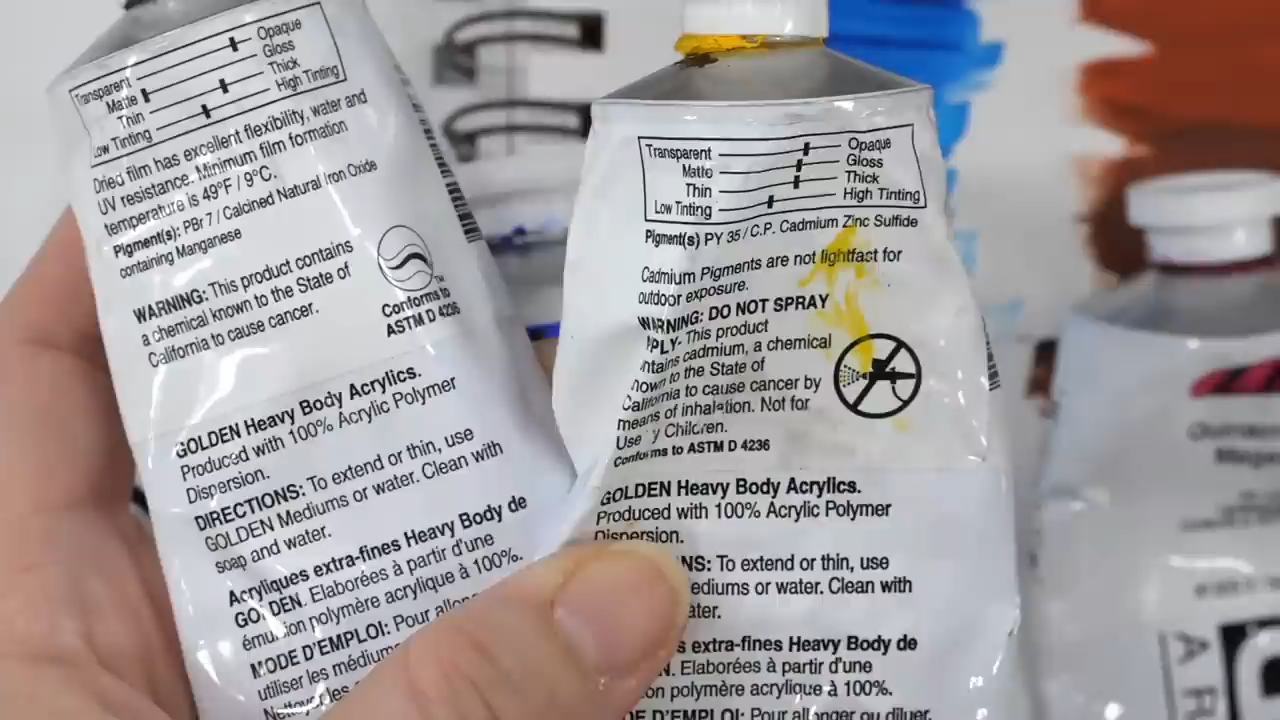 Transparent Opaque
Matte Gloss
Thin Thick
Low Tinting High Tinting
Dried film has excellent flexibility, water and
UV resistance. Minimum film formation
temperature is 49°F / 9°C.
Pigment(s): PBr 7 / Calcined Natural Iron Oxide
containing Manganese
WARNING: This product contains
a chemical known to the State of
California to cause cancer.
TM
Conforms to
ASTM D 4236
GOLDEN Heavy Body Acrylics.
Produced with 100% Acrylic Polymer
Dispersion.
DIRECTIONS: To extend or thin, use
GOLDEN Mediums or water. Clean with
soap and water.
Acryliques extra-fines Heavy Body de
GOLDEN. Elaborées à partir d'une
émulsion polymère acrylique à 100%.
MODE D'EMPLOI: Pour allon
utiliser les médiums
Nettoyer les
Transparent Opaque
Matte Gloss
Thin Thick
Low Tinting High Tinting
Pigment(s) PY 35 / C.P. Cadmium Zinc Sulfide
Cadmium Pigments are not lightfast for
outdoor exposure.
WARNING: DO NOT SPRAY
PLY- This product
ntains cadmium, a chemical
nown to the State of
California to cause cancer by
means of inhalation. Not for
Use y Children.
Conforms to ASTM D 4236
GOLDEN Heavy Body Acrylics.
Produced with 100% Acrylic Polymer
Dispersion.
NS: To extend or thin, use
ediums or water. Clean with
ater.
s extra-fines Heavy Body de
N. Elaborées à partir d'une
on polymère acrylique à 100%.
DE D'EMPLOI: Pour allonger ou diluer,